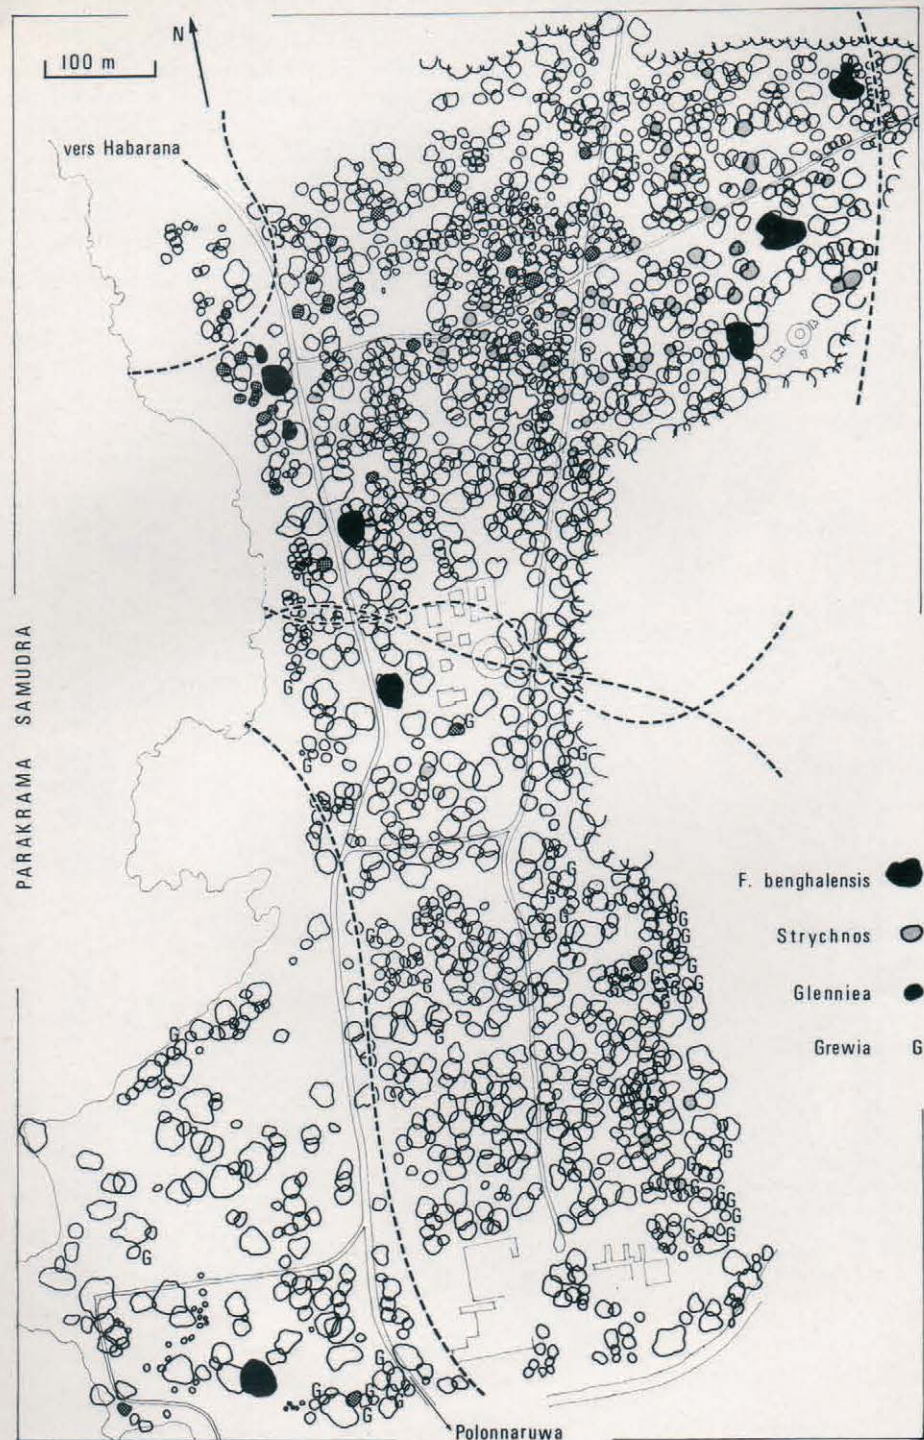 N
100 m
vers Habarana
PARAKRAMA SAMUDRA
F. benghalensis
Strychnos
Glenniea
Grewia G
Polonnaruwa